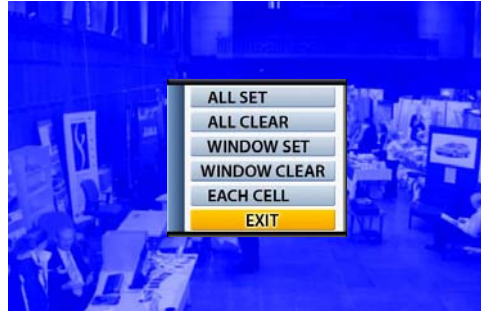 ALL SET
ALL CLEAR
WINDOW SET
WINDOW CLEAR
EACH CELL
EXIT